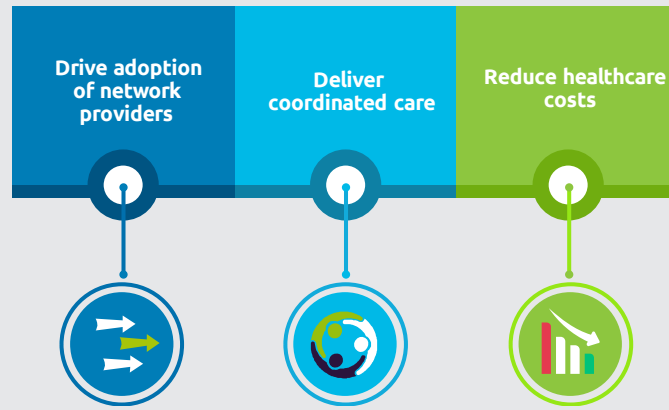 Drive adoption
of network
providers
Deliver
coordinated care
Reduce healthcare
costs